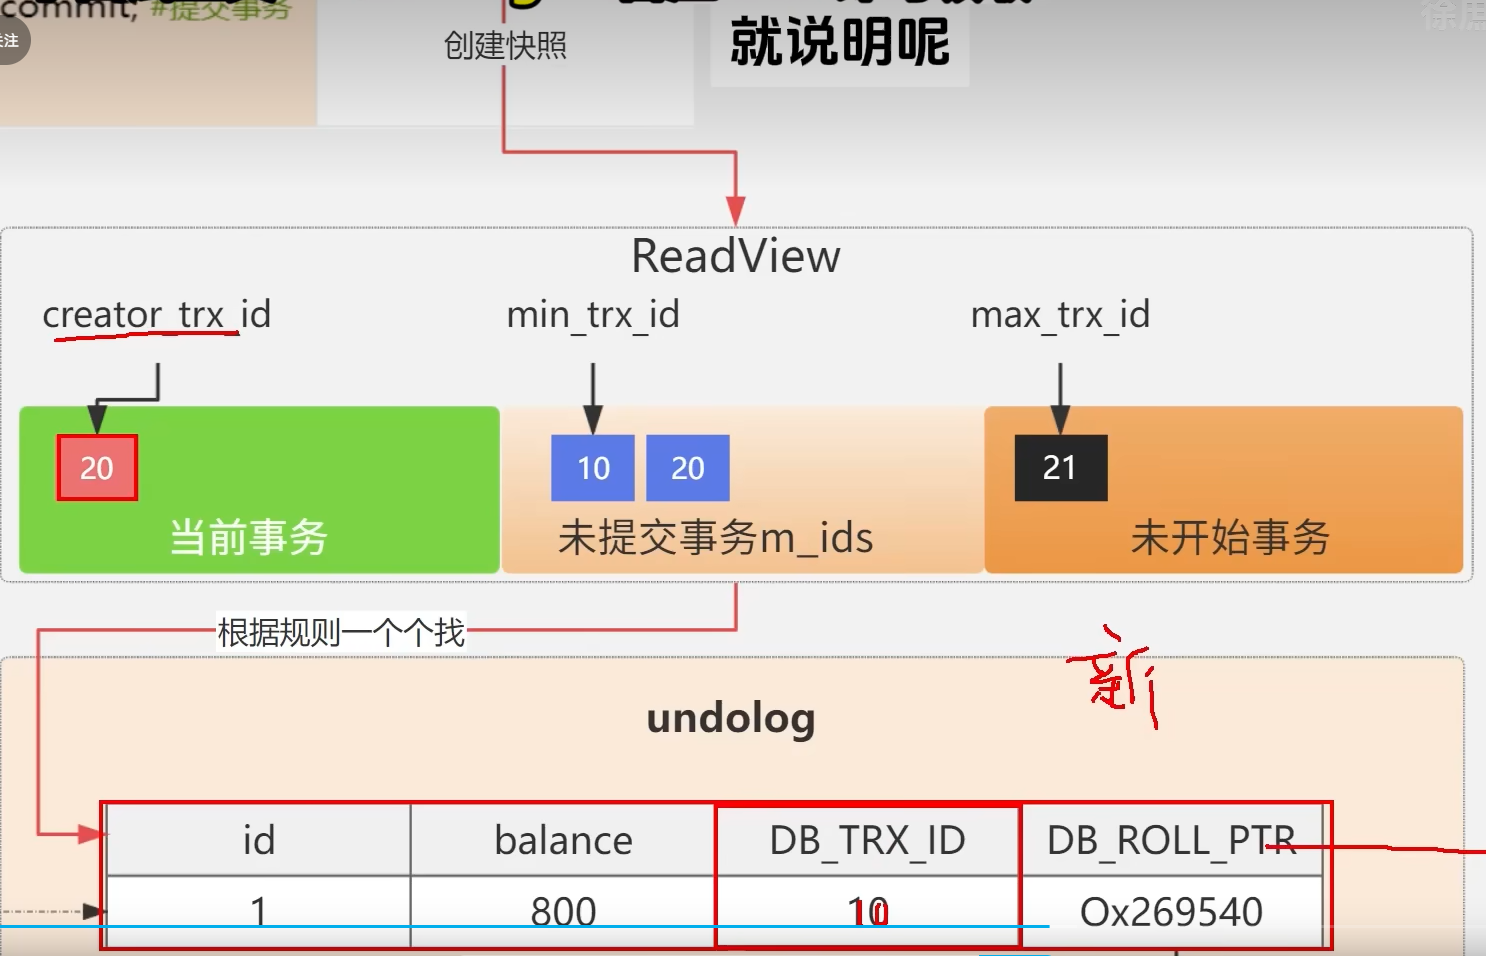 commit; #提交事务
关注
创建快照
就说明呢
ReadView
creator_trx_id
min_trx_id
max_trx_id
20
10
20
21
当前事务
未提交事务m_ids
未开始事务
根据规则一个个找
新
undolog
id
balance
DB_TRX_ID
DB_ROLL_PTR
1
800
10
10
Ox269540